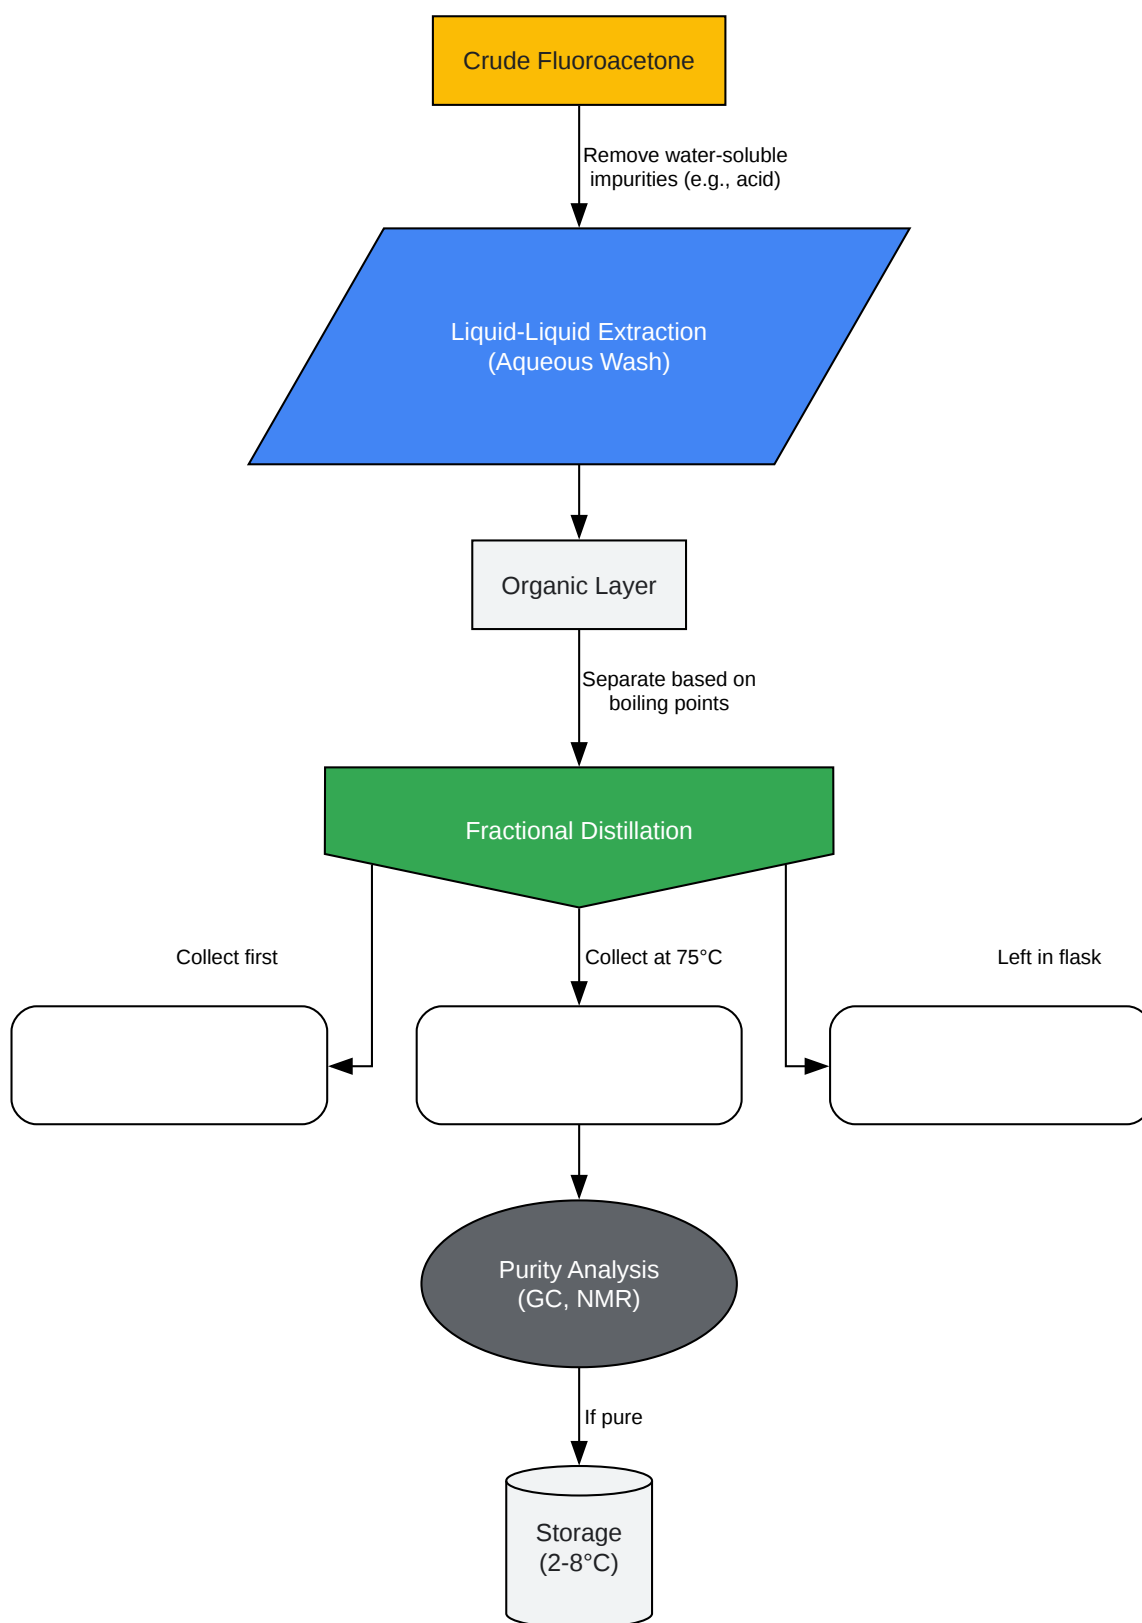 Crude Fluoroacetone
Remove water-soluble
impurities (e.g., acid)
Liquid-Liquid Extraction
(Aqueous Wash)
Organic Layer
Separate based on
boiling points
Fractional Distillation
Collect first
Collect at 75°C
Left in flask
Purity Analysis
(GC, NMR)
If pure
Storage
(2-8°C)